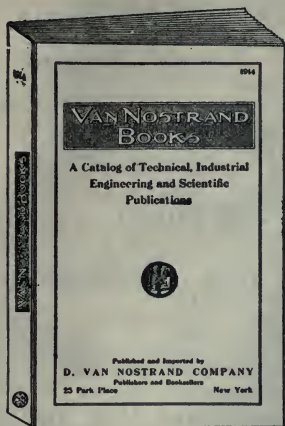 1914
VAN NOSTRAND
BOOKS
A Catalog of Technical, Industrial
Engineering and Scientific
Publications
Published and Imported by
D. VAN NOSTRAND COMPANY
Publishers and Booksellers
25 Park Place New York
VAN NOSTRAND BOOKS